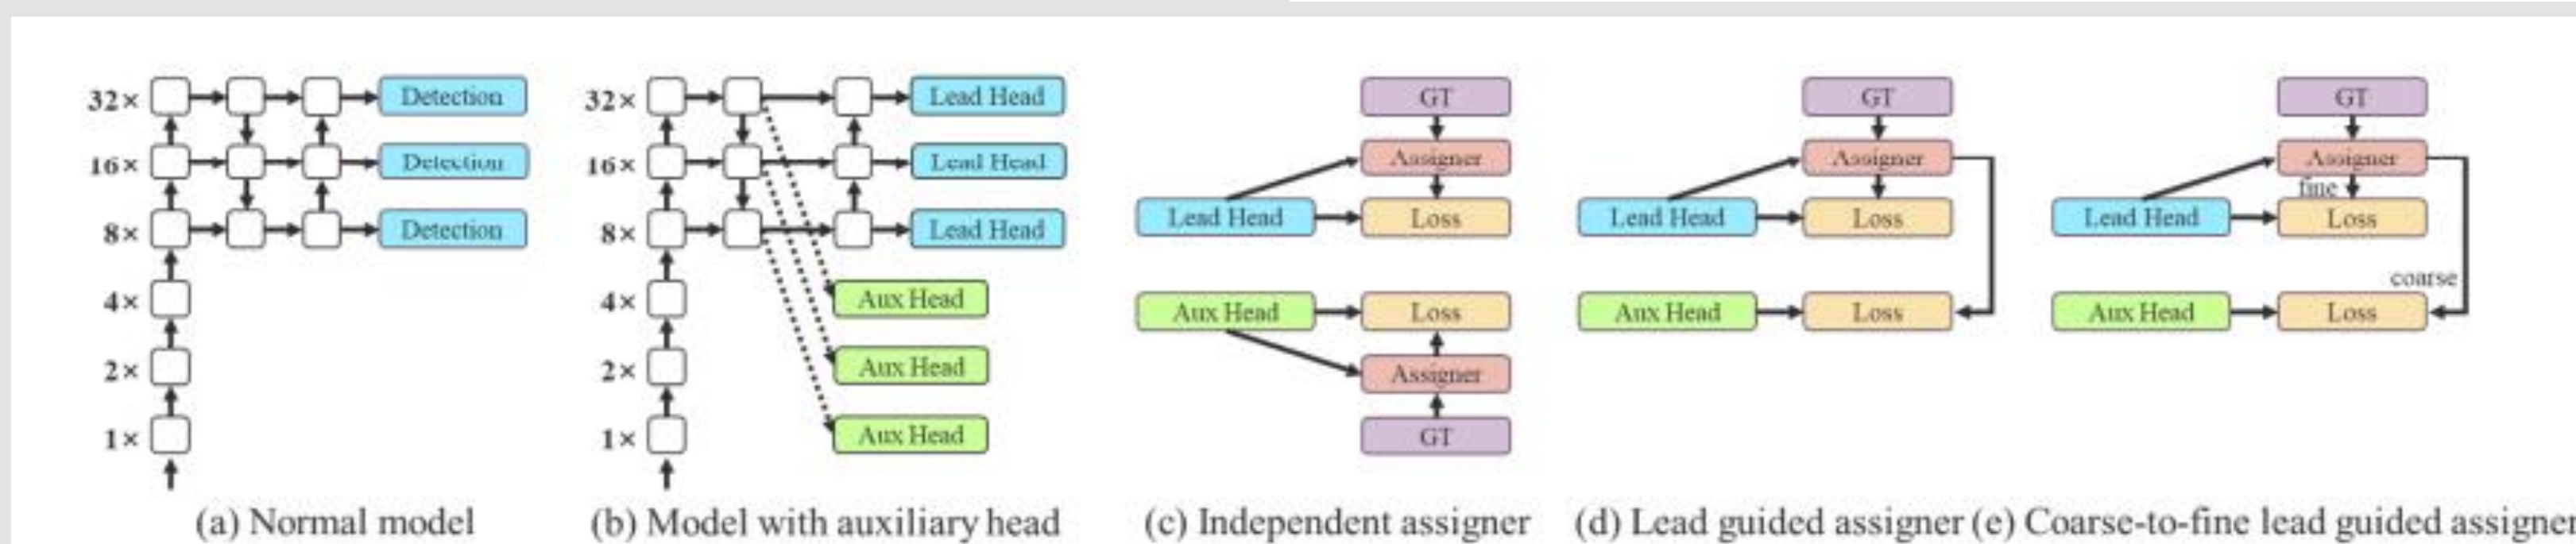 32× Detection
16× Detection
8× Detection
4×
2×
1×
(a) Normal model
32× Lead Head
16× Lead Head
8× Lead Head
4× Aux Head
2× Aux Head
1× Aux Head
(b) Model with auxiliary head
GT
Assigner
Lead Head Loss
Aux Head Loss
Assigner
GT
(c) Independent assigner
GT
Assigner
Lead Head Loss
Aux Head Loss
(d) Lead guided assigner
GT
Assigner
fine
Lead Head Loss
coarse
Aux Head Loss
(e) Coarse-to-fine lead guided assigner